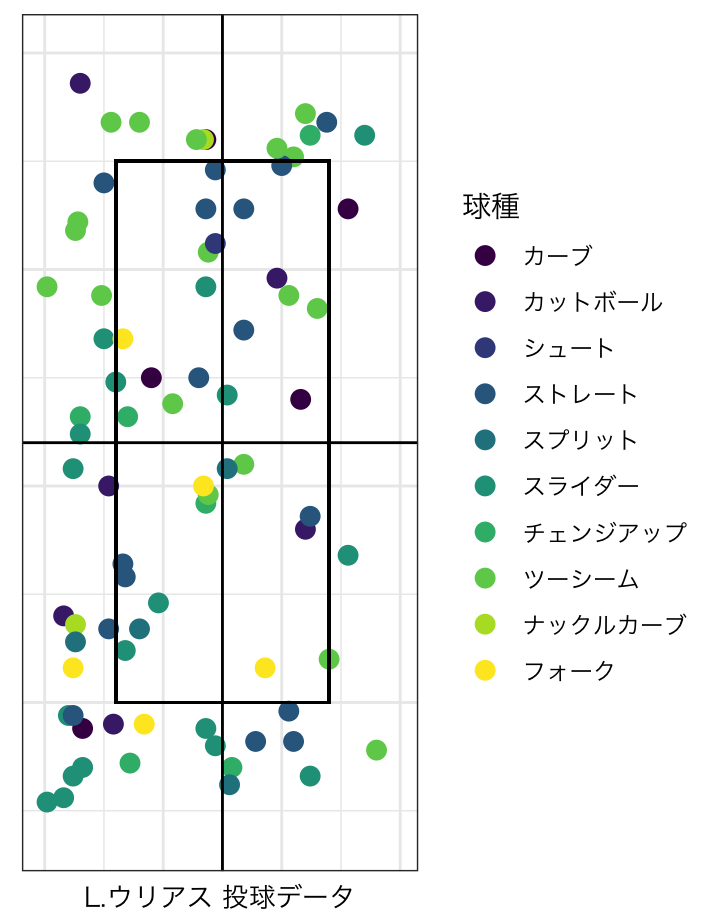 球種
カーブ
カットボール
シュート
ストレート
スプリット
スライダー
チェンジアップ
ツーシーム
ナックルカーブ
フォーク
L.ウリアス 投球データ